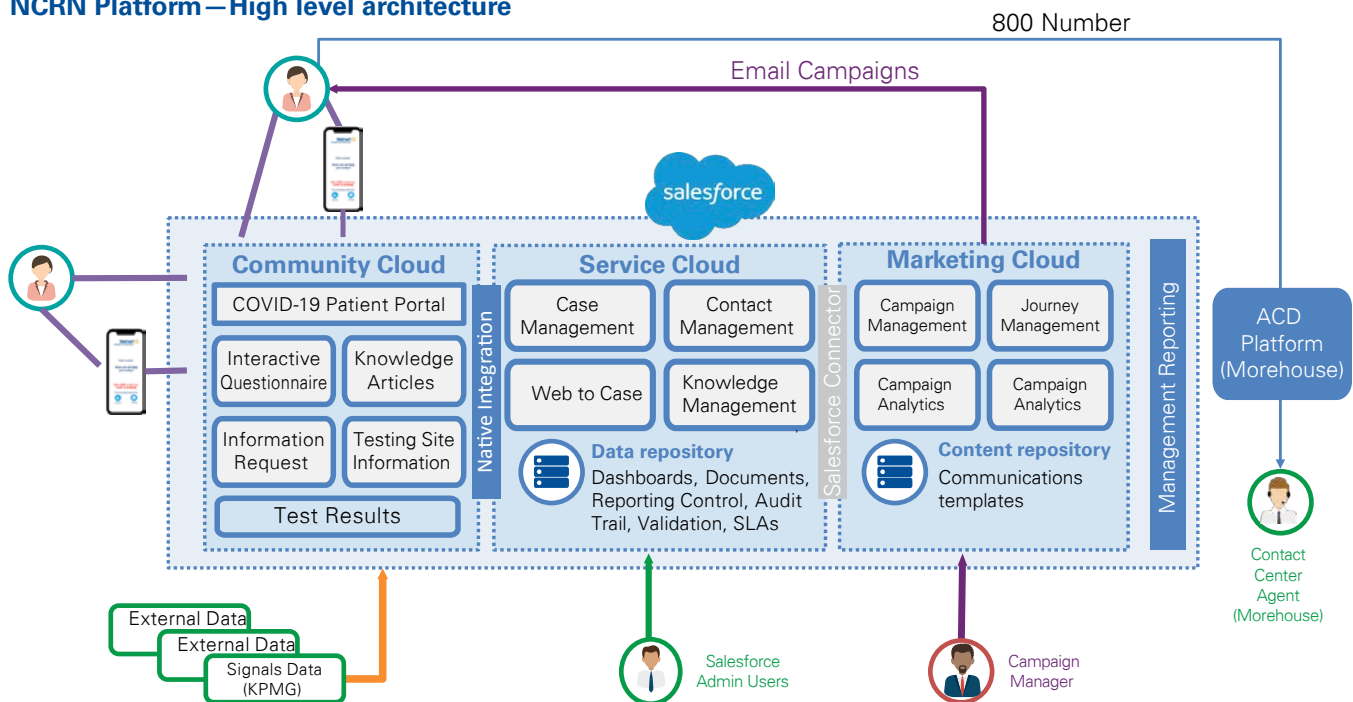 NCRN Platform—High level architecture
800 Number
Email Campaigns
salesforce
Community Cloud
COVID-19 Patient Portal
Interactive
Questionnaire
Knowledge
Articles
Information
Request
Testing Site
Information
Test Results
Native Integration
Service Cloud
Case
Management
Contact
Management
Web to Case
Knowledge
Management
Data repository
Dashboards, Documents,
Reporting Control, Audit
Trail, Validation, SLAs
Salesforce Connector
Marketing Cloud
Campaign
Management
Journey
Management
Campaign
Analytics
Campaign
Analytics
Content repository
Communications
templates
Management Reporting
ACD
Platform
(Morehouse)
Contact
Center
Agent
(Morehouse)
External Data
External Data
Signals Data
(KPMG)
Salesforce
Admin Users
Campaign
Manager